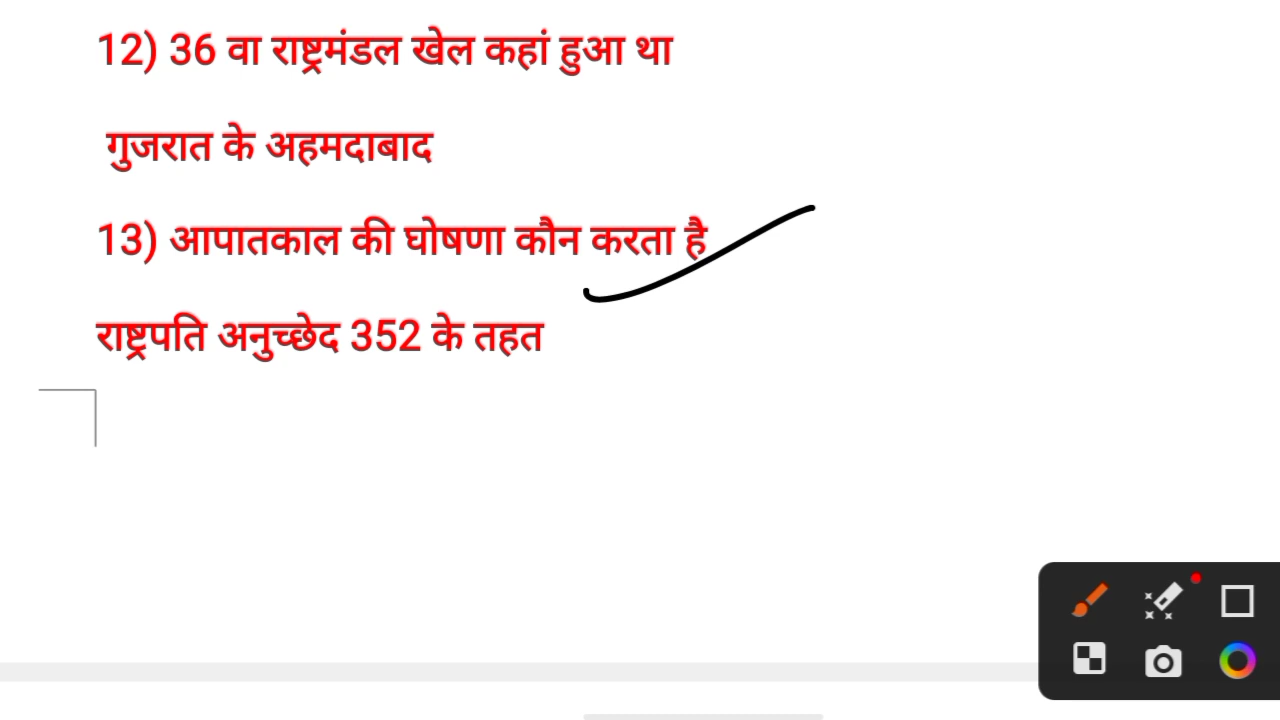 12) 36 वा राष्ट्रमंडल खेल कहां हुआ था
गुजरात के अहमदाबाद
13) आपातकाल की घोषणा कौन करता है
राष्ट्रपति अनुच्छेद 352 के तहत